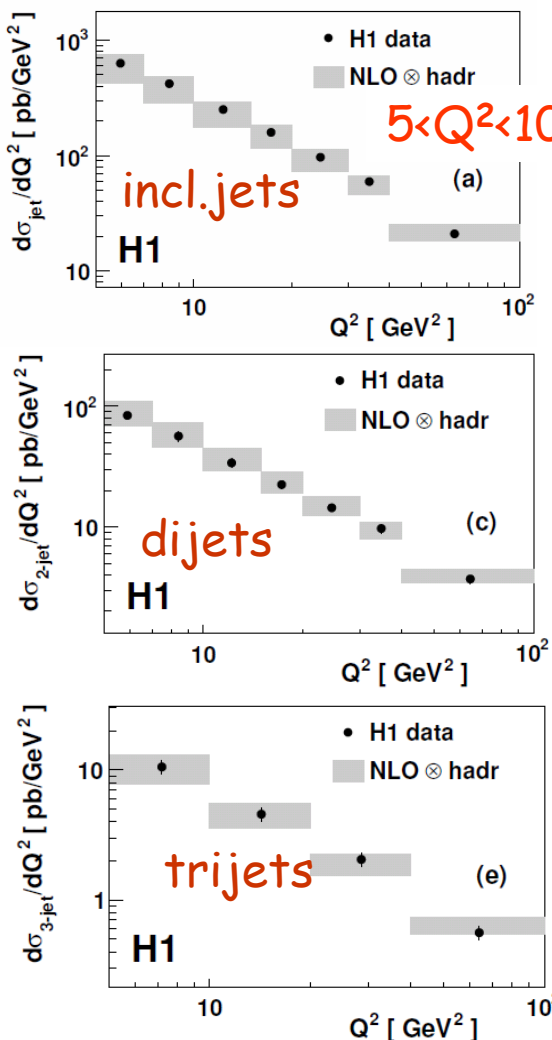 10³
H1 data
NLO ⊗ hadr
5<Q²<10
10²
incl.jets
(a)
H1
10
dσ_jet/dQ² [ pb/GeV² ]
10
10²
Q² [ GeV² ]
H1 data
10²
NLO ⊗ hadr
10
dijets
(c)
H1
dσ_2-jet/dQ² [ pb/GeV² ]
10
10²
Q² [ GeV² ]
H1 data
10
NLO ⊗ hadr
trijets
(e)
1
H1
dσ_3-jet/dQ² [ pb/GeV² ]
10
Q² [ GeV² ]